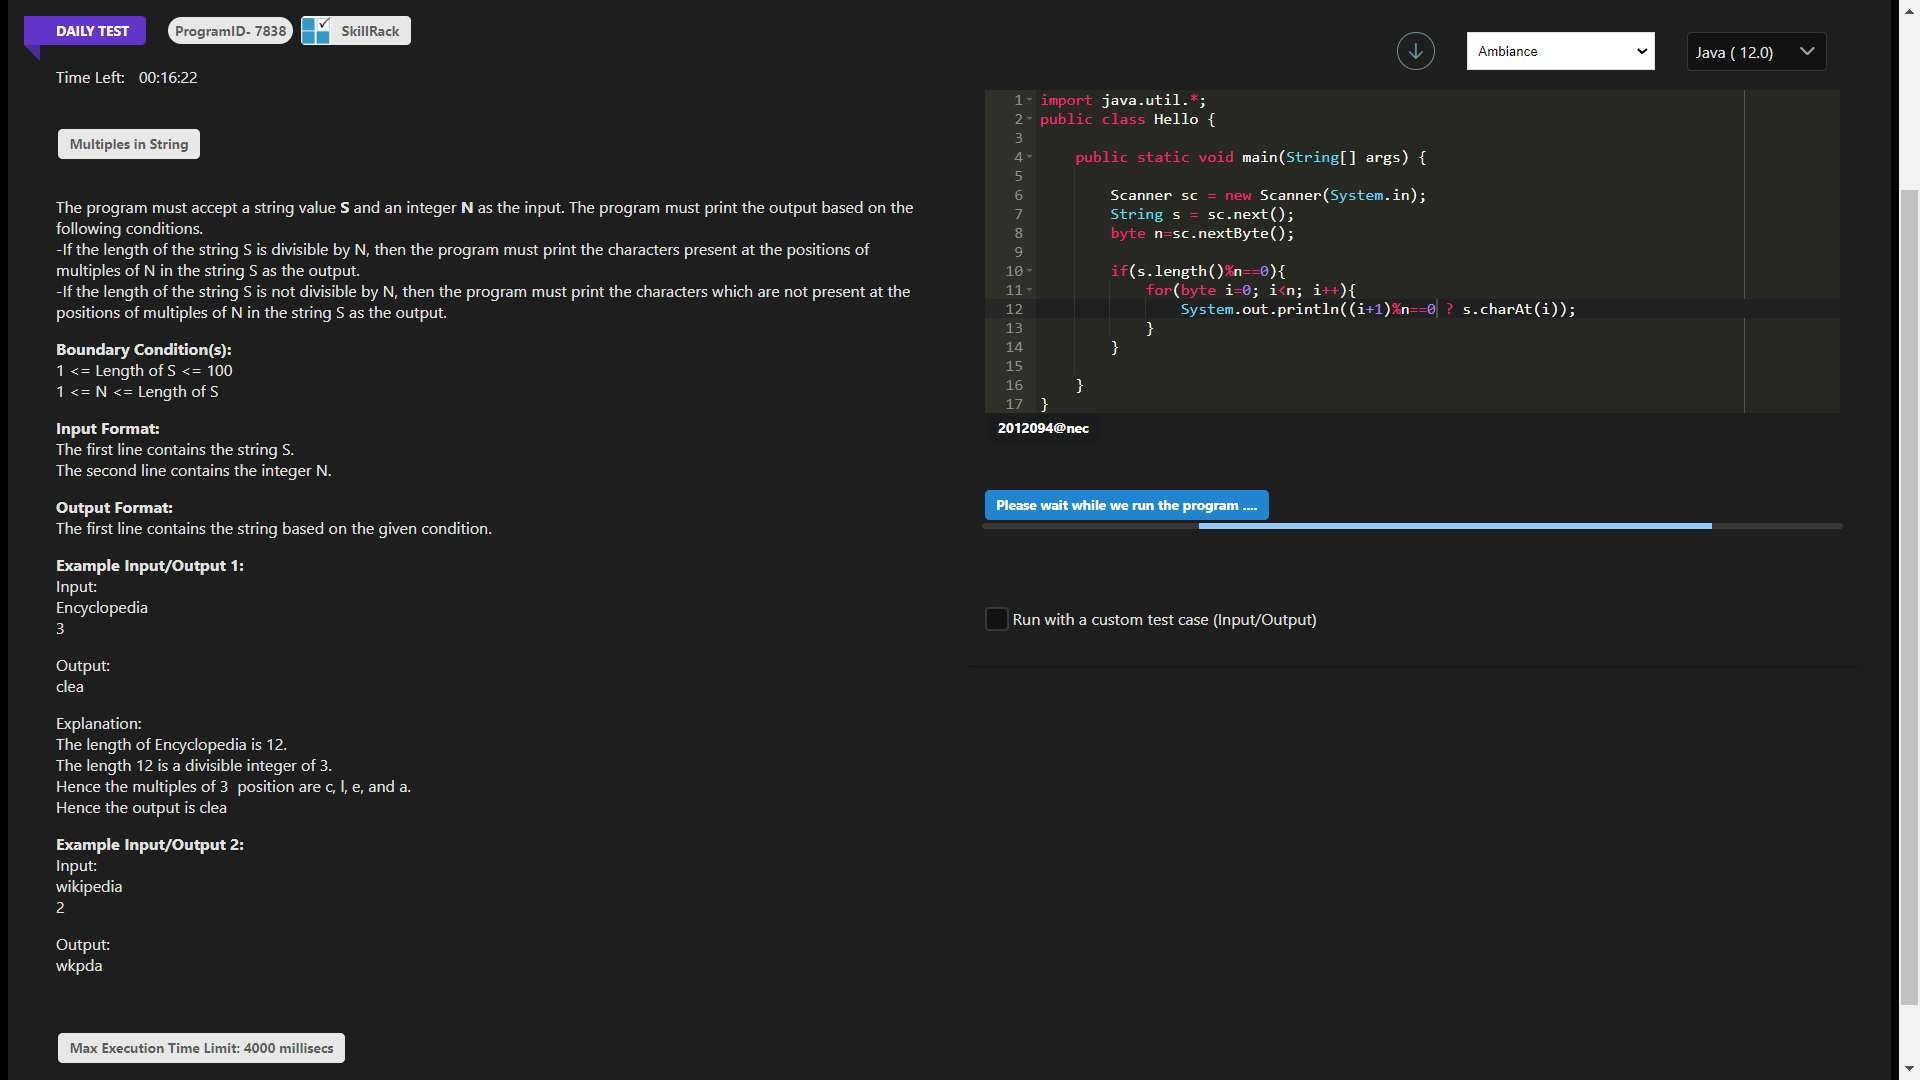 DAILY TEST
ProgramID- 7838
SkillRack
Time Left: 00:16:22
Multiples in String
The program must accept a string value S and an integer N as the input. The program must print the output based on the
following conditions.
-If the length of the string S is divisible by N, then the program must print the characters present at the positions of
multiples of N in the string S as the output.
-If the length of the string S is not divisible by N, then the program must print the characters which are not present at the
positions of multiples of N in the string S as the output.
Boundary Condition(s):
1 <= Length of S <= 100
1 <= N <= Length of S
Input Format:
The first line contains the string S.
The second line contains the integer N.
Output Format:
The first line contains the string based on the given condition.
Example Input/Output 1:
Input:
Encyclopedia
3
Output:
clea
Explanation:
The length of Encyclopedia is 12.
The length 12 is a divisible integer of 3.
Hence the multiples of 3  position are c, l, e, and a.
Hence the output is clea
Example Input/Output 2:
Input:
wikipedia
2
Output:
wkpda
Max Execution Time Limit: 4000 millisecs
Ambiance
Java ( 12.0)
1 import java.util.*;
2 public class Hello {
3
4     public static void main(String[] args) {
5
6         Scanner sc = new Scanner(System.in);
7         String s = sc.next();
8         byte n=sc.nextByte();
9
10         if(s.length()%n==0){
11             for(byte i=0; i<n; i++){
12                 System.out.println((i+1)%n==0 ? s.charAt(i));
13             }
14         }
15
16     }
17 }
2012094@nec
Please wait while we run the program ....
Run with a custom test case (Input/Output)